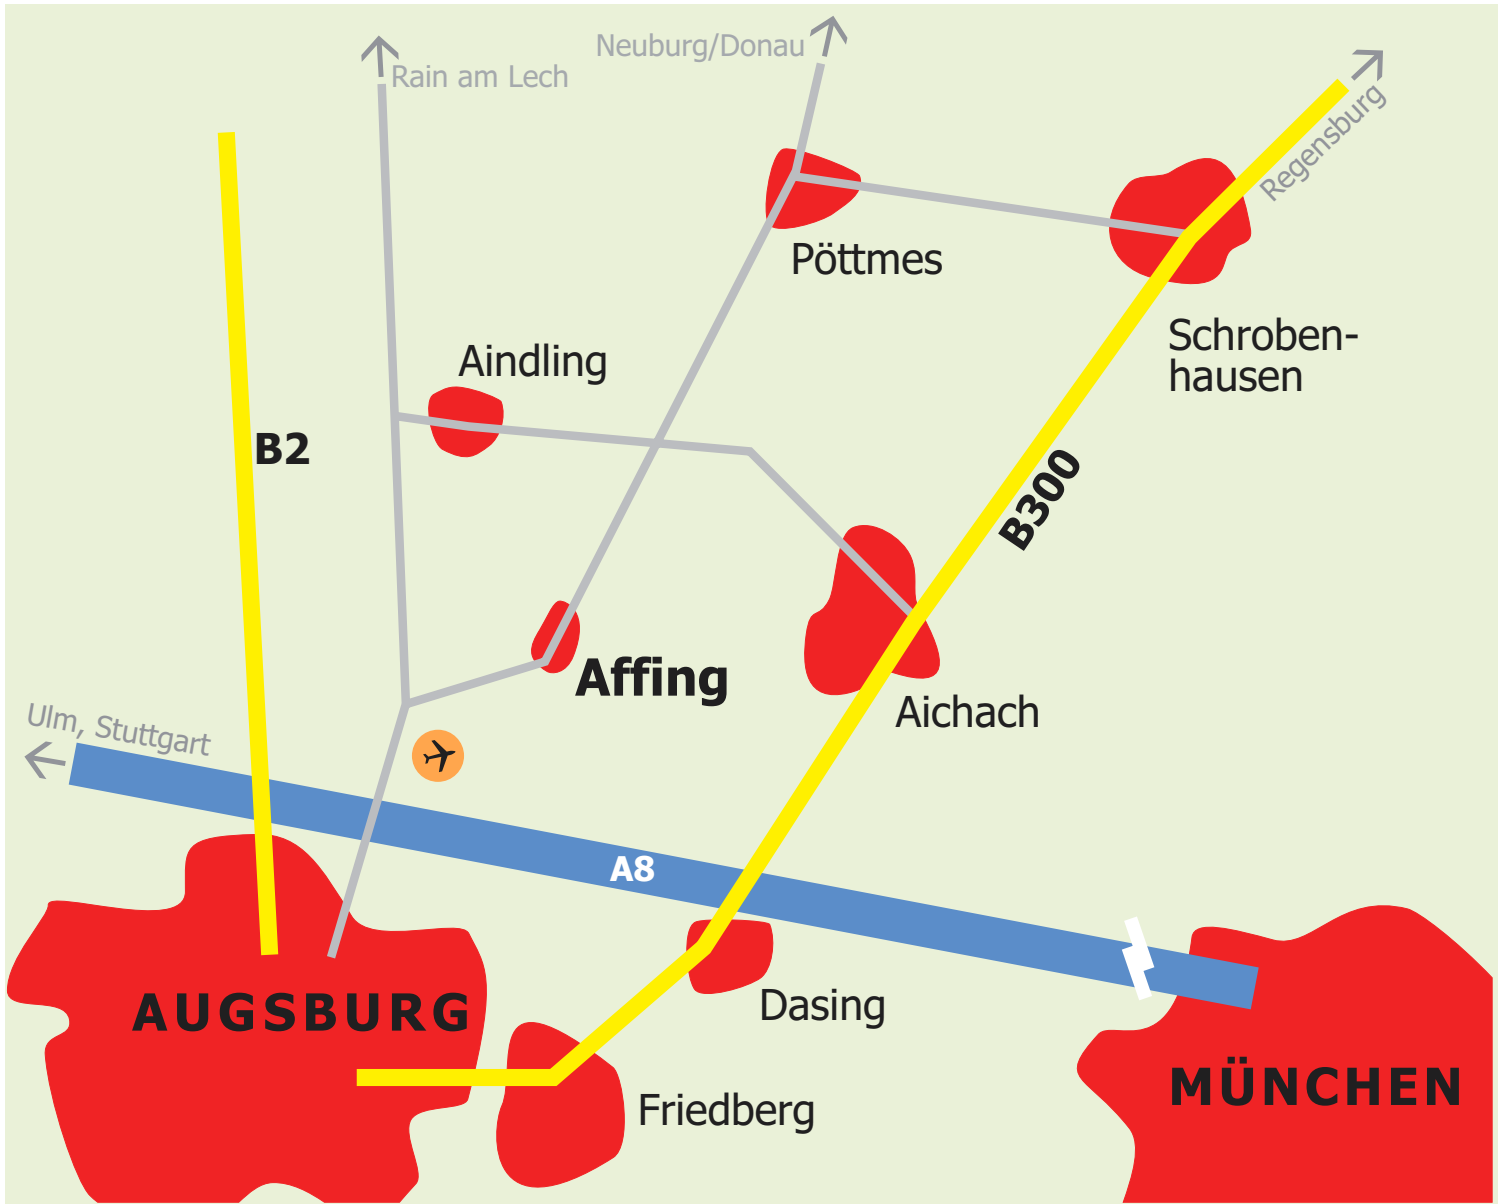 Neuburg/Donau
Rain am Lech
Regensburg
Pöttmes
Schroben-
hausen
Aindling
B2
B300
Affing
Aichach
Ulm, Stuttgart
A8
Dasing
AUGSBURG
MÜNCHEN
Friedberg